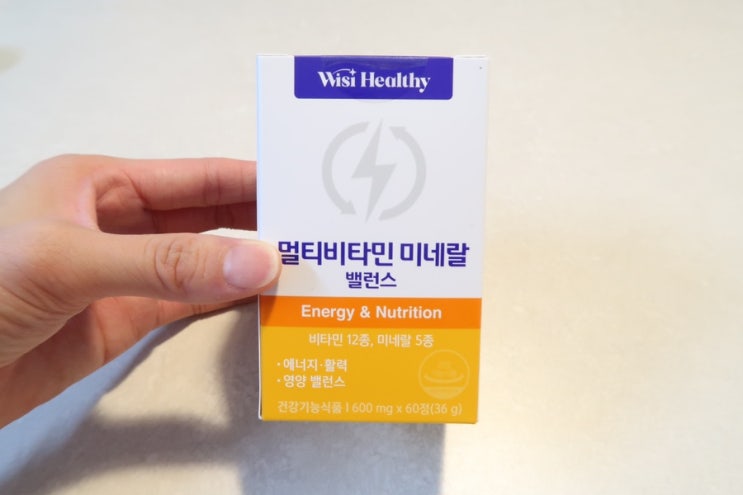 Wisi Healthy
멀티비타민 미네랄
밸런스
Energy & Nutrition
비타민 12종, 미네랄 5종
· 에너지·활력
· 영양 밸런스
건강기능식품 I 600 mg x 60정(36 g)